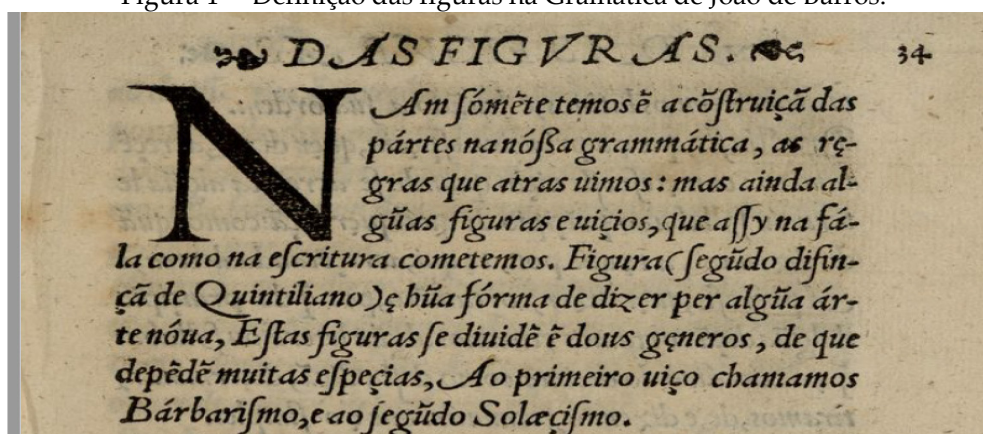 Figura 1 – Definição das figuras na Gramática de João de Barros.
DAS FIGVRAS. 34
NAm ſómẽte temos ẽ a cõſtruiçã das
pártes na nóſſa grammática, as rę-
gras que atras uimos: mas ainda al-
gũas figuras e uiçios, que aſſy na fá-
la como na eſcritura cometemos. Figura (ſegũdo difin-
çã de Quintiliano) ę hũa fórma de dizer per algũa ár-
te nóua, Eſtas figuras ſe diuidẽ ẽ dous gęneros, de que
depẽdẽ muitas eſpeçias, Ao primeiro uiço chamamos
Bárbariſmo, e ao ſegũdo Solæçiſmo.